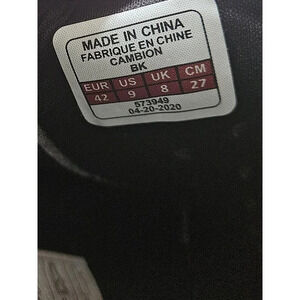 MADE IN CHINA
FABRIQUE EN CHINE
CAMBION
BK
EUR US UK CM
42 9 8 27
573949
04-20-2020